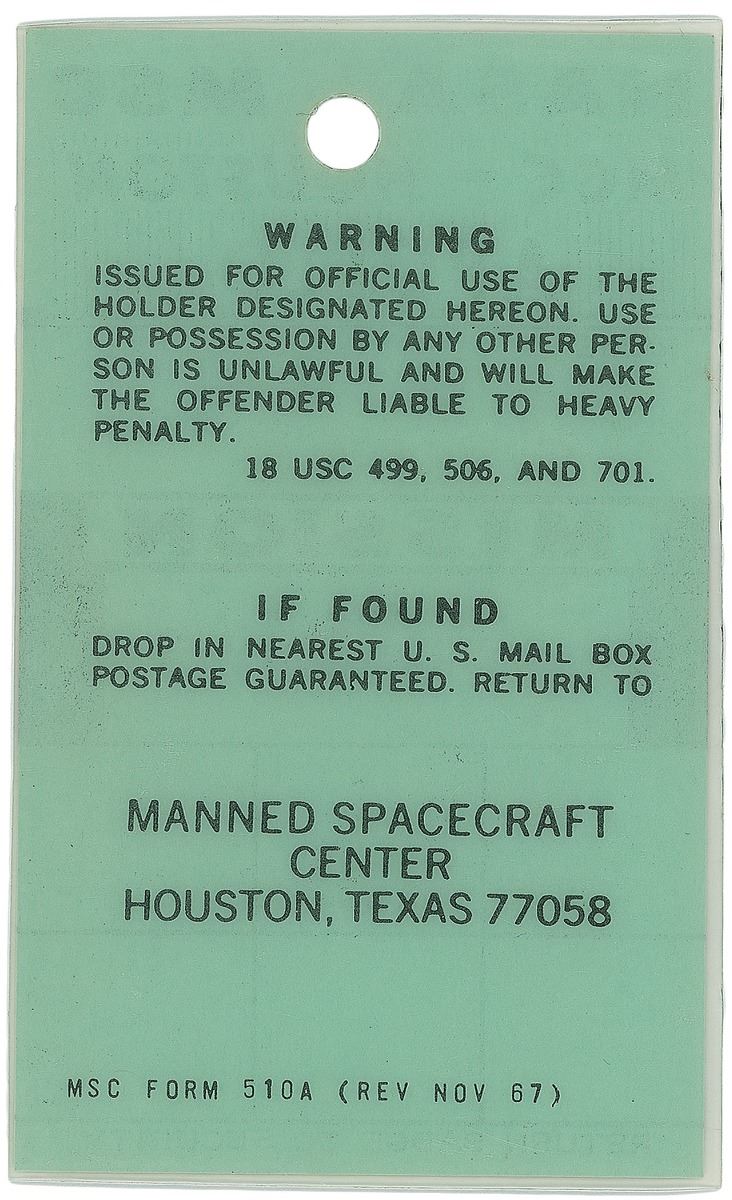 WARNING
ISSUED FOR OFFICIAL USE OF THE
HOLDER DESIGNATED HEREON. USE
OR POSSESSION BY ANY OTHER PER-
SON IS UNLAWFUL AND WILL MAKE
THE OFFENDER LIABLE TO HEAVY
PENALTY.
18 USC 499, 506, AND 701.
IF FOUND
DROP IN NEAREST U. S. MAIL BOX
POSTAGE GUARANTEED. RETURN TO
MANNED SPACECRAFT
CENTER
HOUSTON, TEXAS 77058
MSC FORM 510A (REV NOV 67)